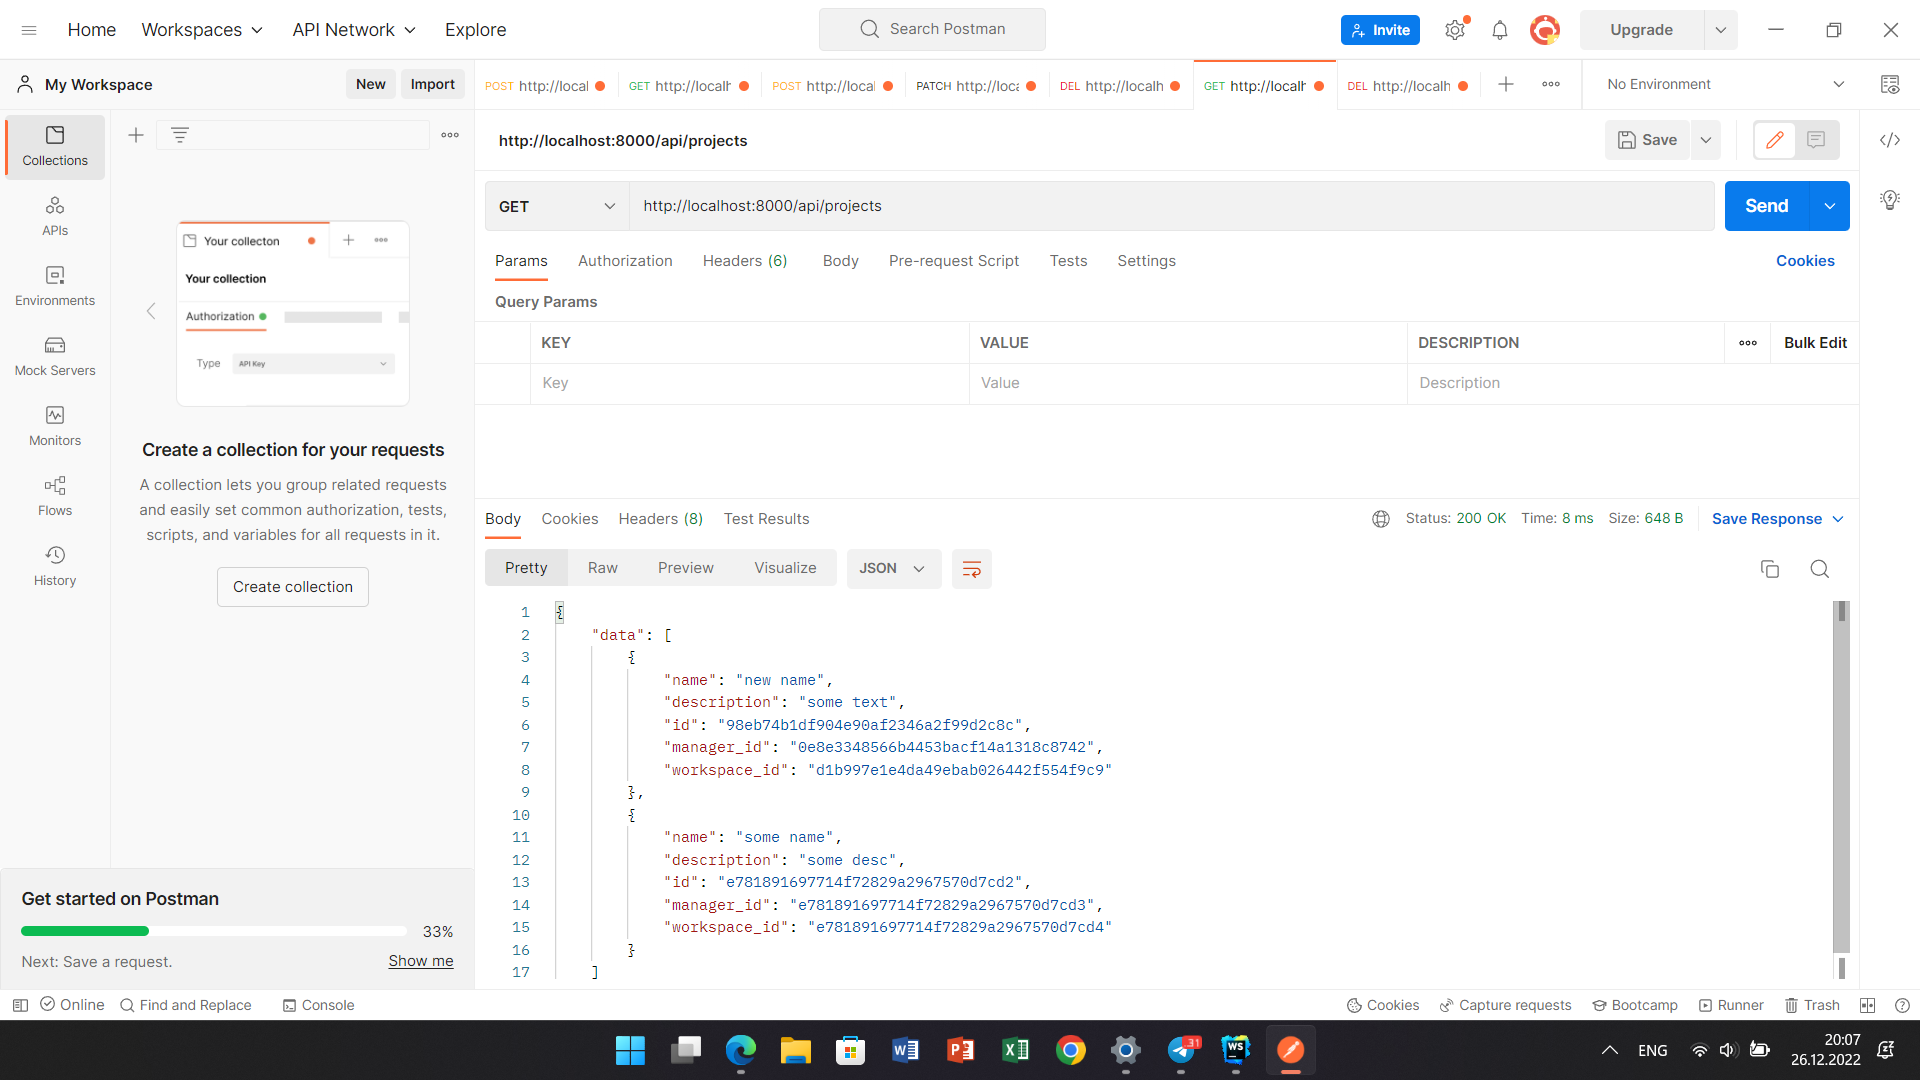 Home Workspaces API Network Explore Search Postman Invite Upgrade
My Workspace New Import POST http://local GET http://localh POST http://local PATCH http://loca DEL http://localh GET http://localh DEL http://localh No Environment
Collections
APIs
Environments
Mock Servers
Monitors
Flows
History
Your collecton
Your collection
Authorization
Type API Key
Create a collection for your requests
A collection lets you group related requests
and easily set common authorization, tests,
scripts, and variables for all requests in it.
Create collection
Get started on Postman
33%
Next: Save a request. Show me
http://localhost:8000/api/projects Save
GET http://localhost:8000/api/projects Send
Params Authorization Headers (6) Body Pre-request Script Tests Settings Cookies
Query Params
KEY VALUE DESCRIPTION Bulk Edit
Key Value Description
Body Cookies Headers (8) Test Results Status: 200 OK Time: 8 ms Size: 648 B Save Response
Pretty Raw Preview Visualize JSON
1 {
2 "data": [
3 {
4 "name": "new name",
5 "description": "some text",
6 "id": "98eb74b1df904e90af2346a2f99d2c8c",
7 "manager_id": "0e8e3348566b4453bacf14a1318c8742",
8 "workspace_id": "d1b997e1e4da49ebab026442f554f9c9"
9 },
10 {
11 "name": "some name",
12 "description": "some desc",
13 "id": "e781891697714f72829a2967570d7cd2",
14 "manager_id": "e781891697714f72829a2967570d7cd3",
15 "workspace_id": "e781891697714f72829a2967570d7cd4"
16 }
17 ]
Online Find and Replace Console Cookies Capture requests Bootcamp Runner Trash
31 WS ENG 20:07
26.12.2022